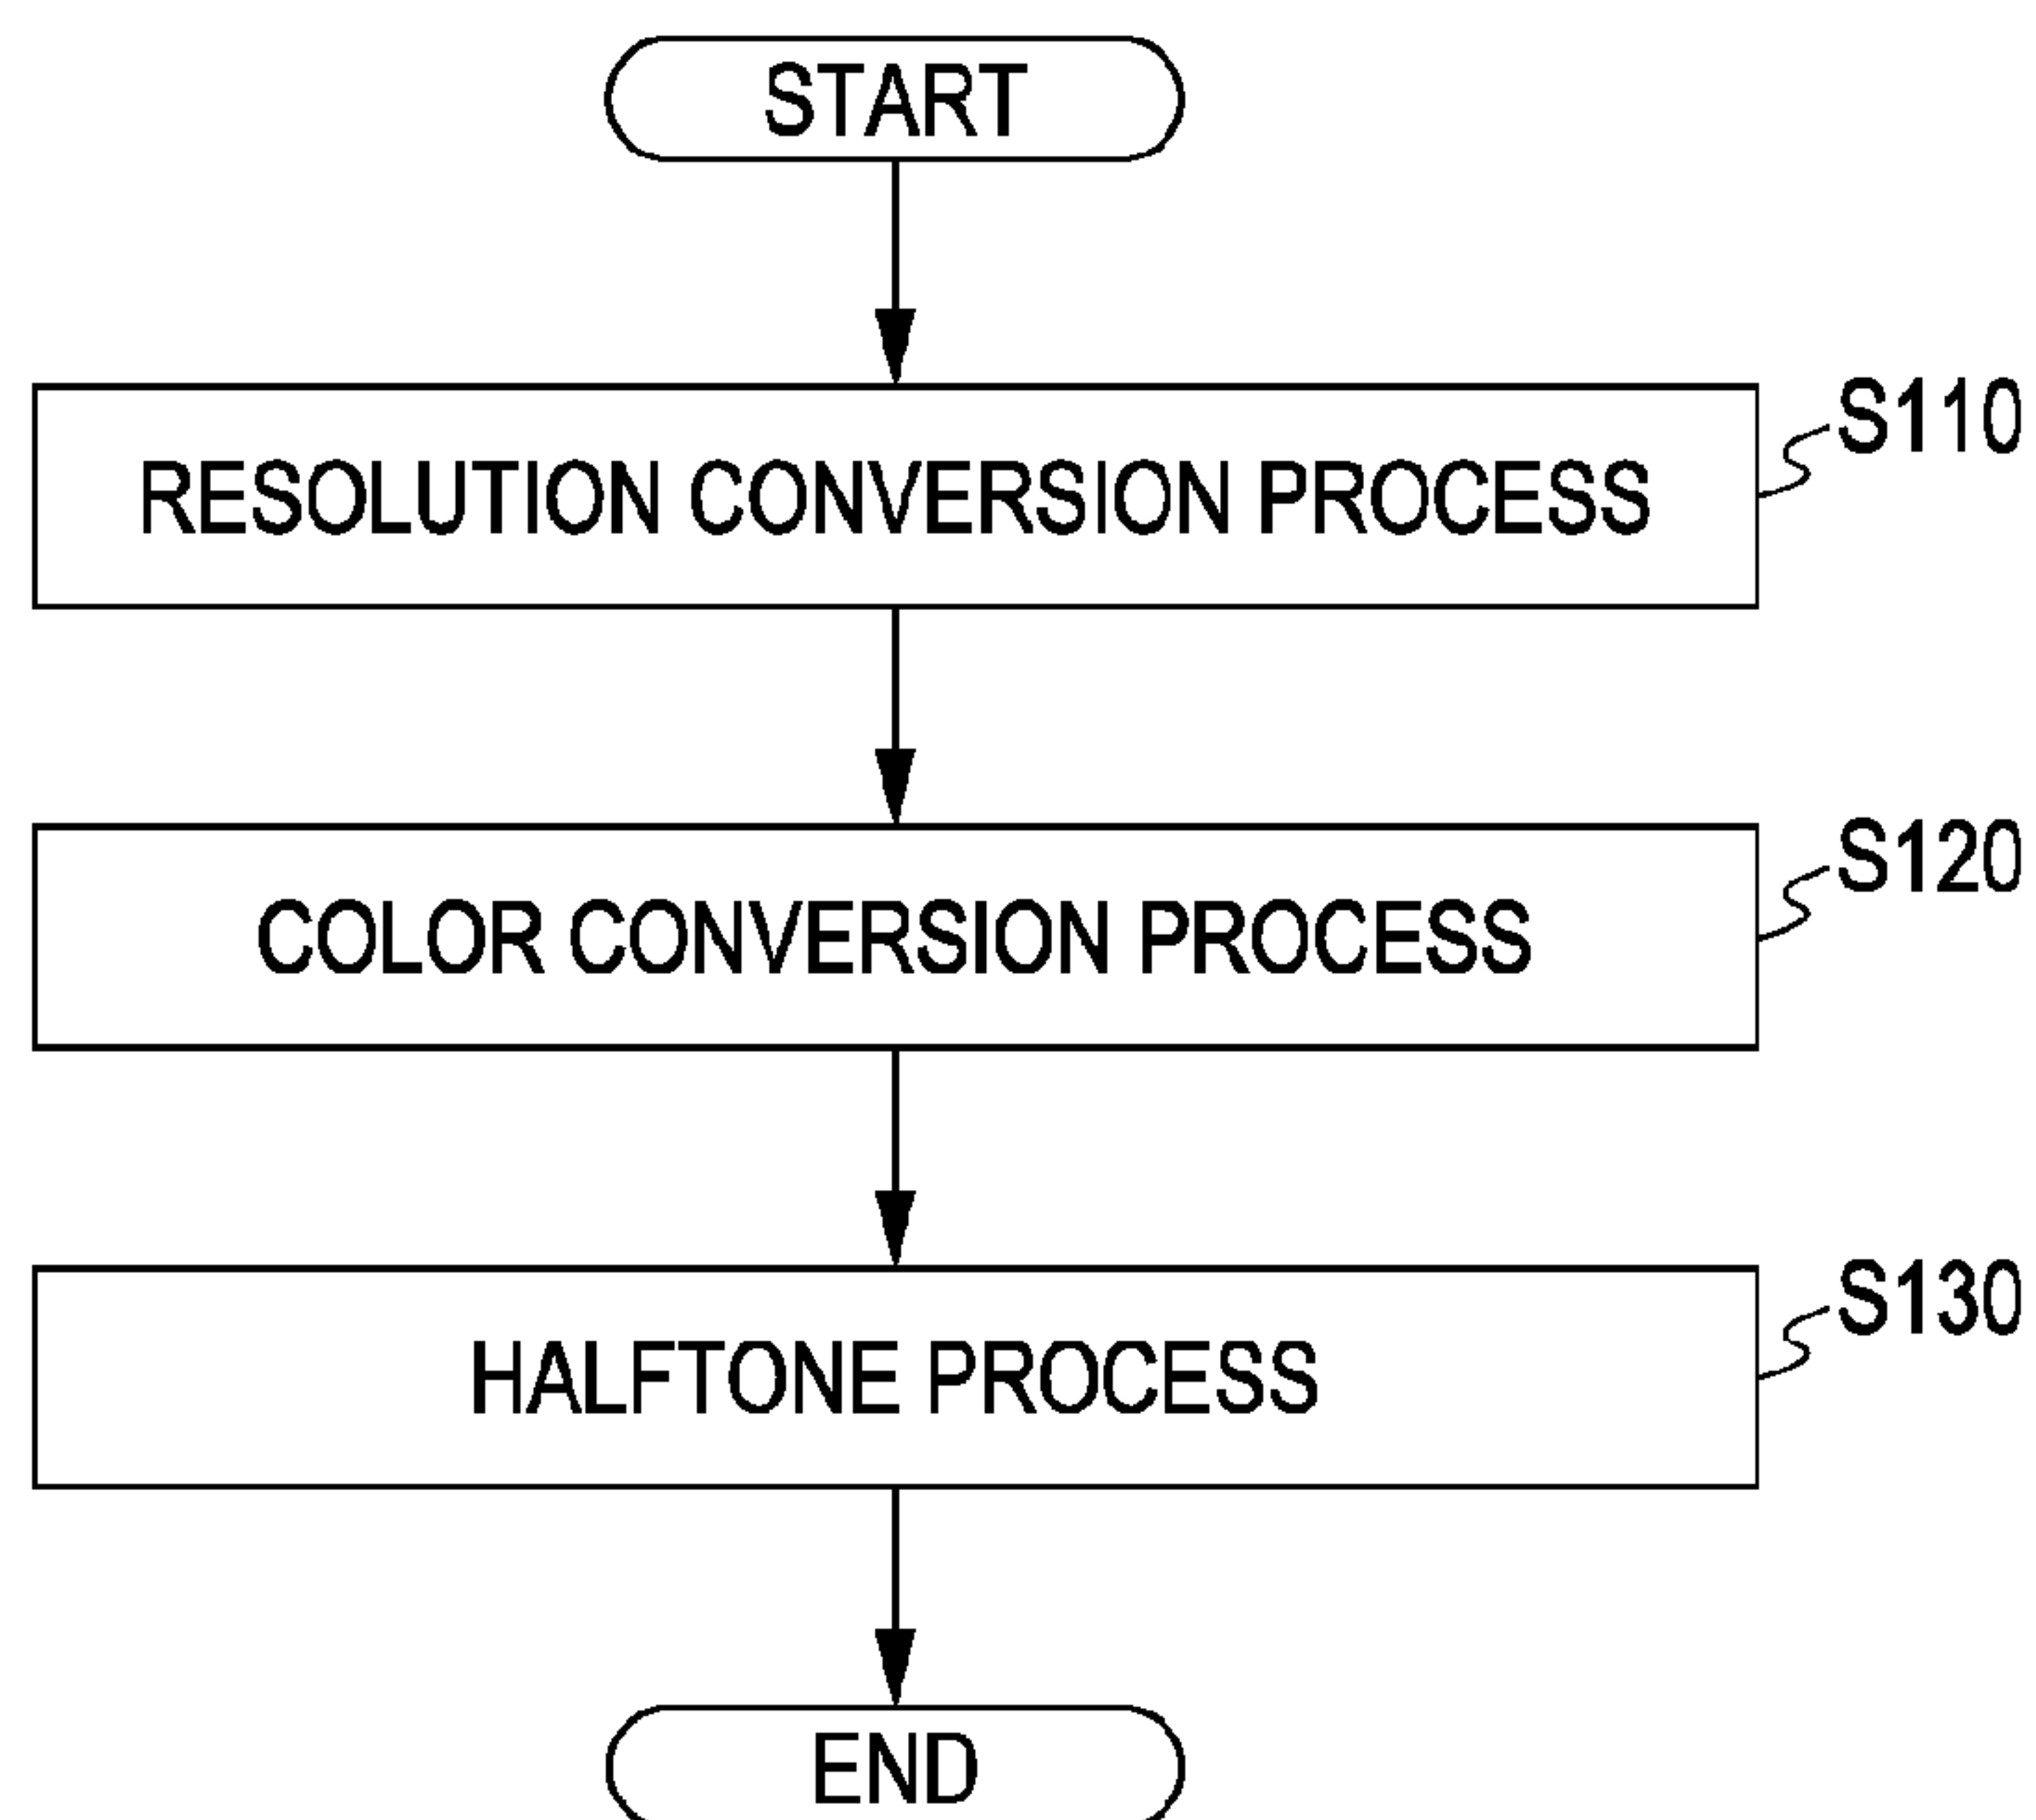 START
RESOLUTION CONVERSION PROCESS
S110
COLOR CONVERSION PROCESS
S120
HALFTONE PROCESS
S130
END